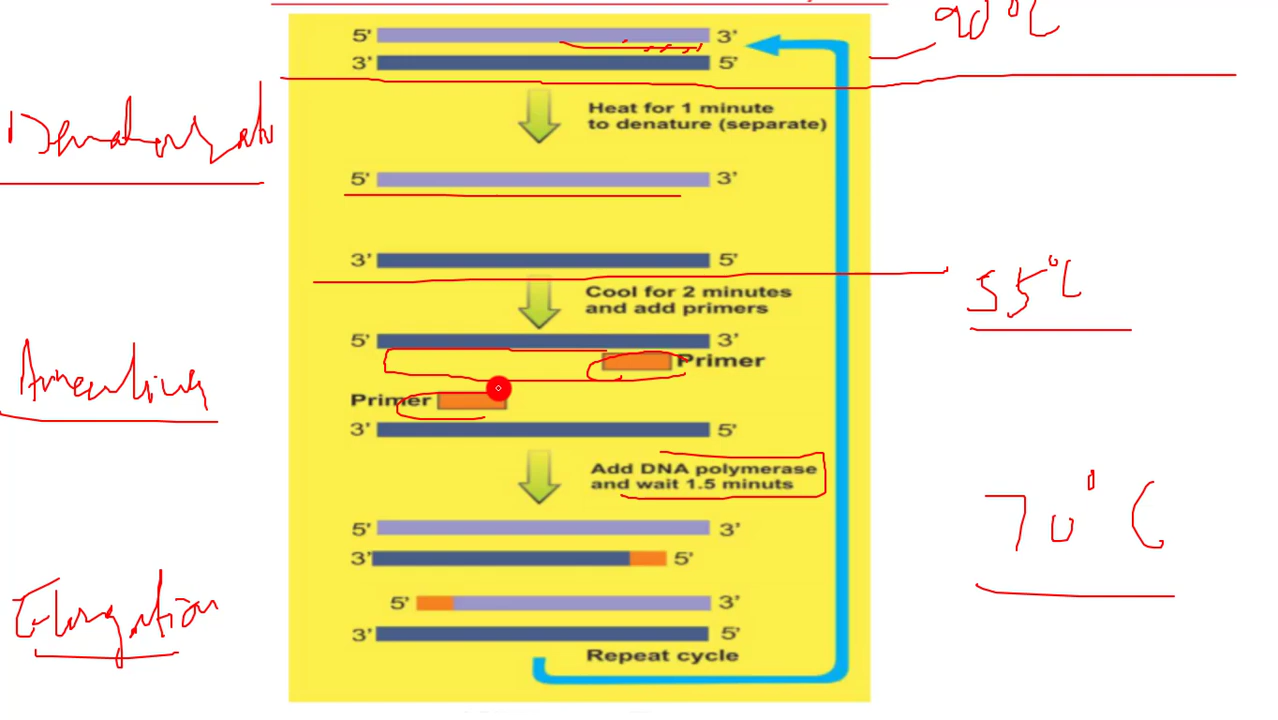 90°C
5' 3'
3' 5'
Heat for 1 minute
to denature (separate)
5' 3'
3' 5'
55°C
Cool for 2 minutes
and add primers
5' 3'
Primer
Annealing
Primer
3' 5'
Add DNA polymerase
and wait 1.5 minuts
70°C
5' 3'
3' 5'
Elongation
5' 3'
3' 5'
Repeat cycle